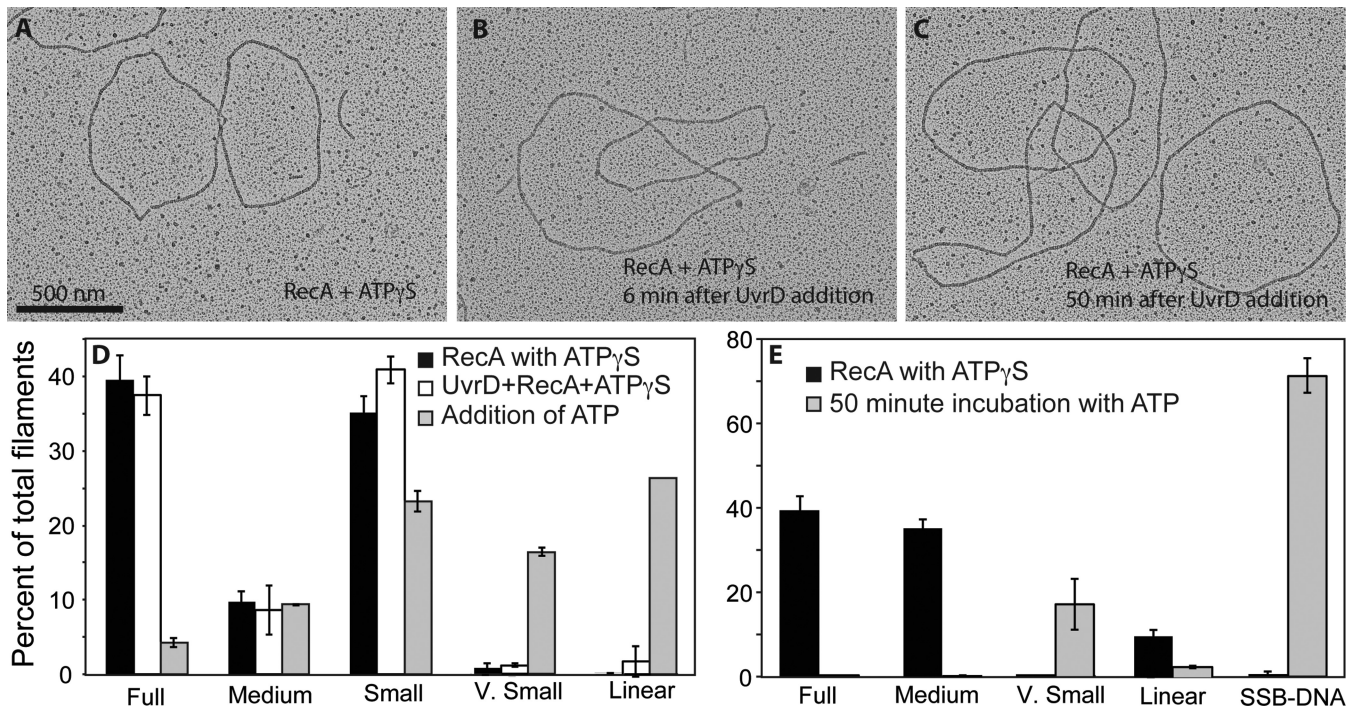 A
B
C
500 nm
RecA + ATPγS
RecA + ATPγS
6 min after UvrD addition
RecA + ATPγS
50 min after UvrD addition
D
Percent of total filaments
40
30
20
10
0
RecA with ATPγS
UvrD+RecA+ATPγS
Addition of ATP
Full
Medium
Small
V. Small
Linear
E
80
60
40
20
0
RecA with ATPγS
50 minute incubation with ATP
Full
Medium
V. Small
Linear
SSB-DNA